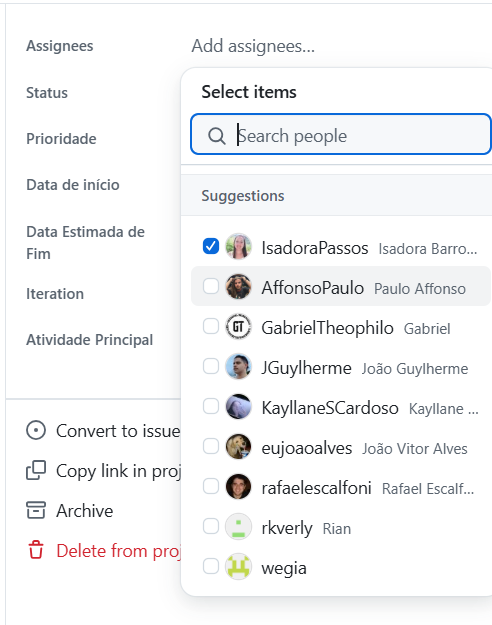 Assignees
Add assignees...
Status
Select items
Search people
Prioridade
Data de início
Suggestions
Data Estimada de
Fim
IsadoraPassos Isadora Barro...
AffonsoPaulo Paulo Affonso
Iteration
GabrielTheophilo Gabriel
GT
Atividade Principal
JGuylherme João Guylherme
KayllaneSCardoso Kayllane ...
Convert to issue
eujoaoalves João Vitor Alves
Copy link in proj
rafaelescalfoni Rafael Escalf...
Archive
rkverly Rian
Delete from proj
wegia